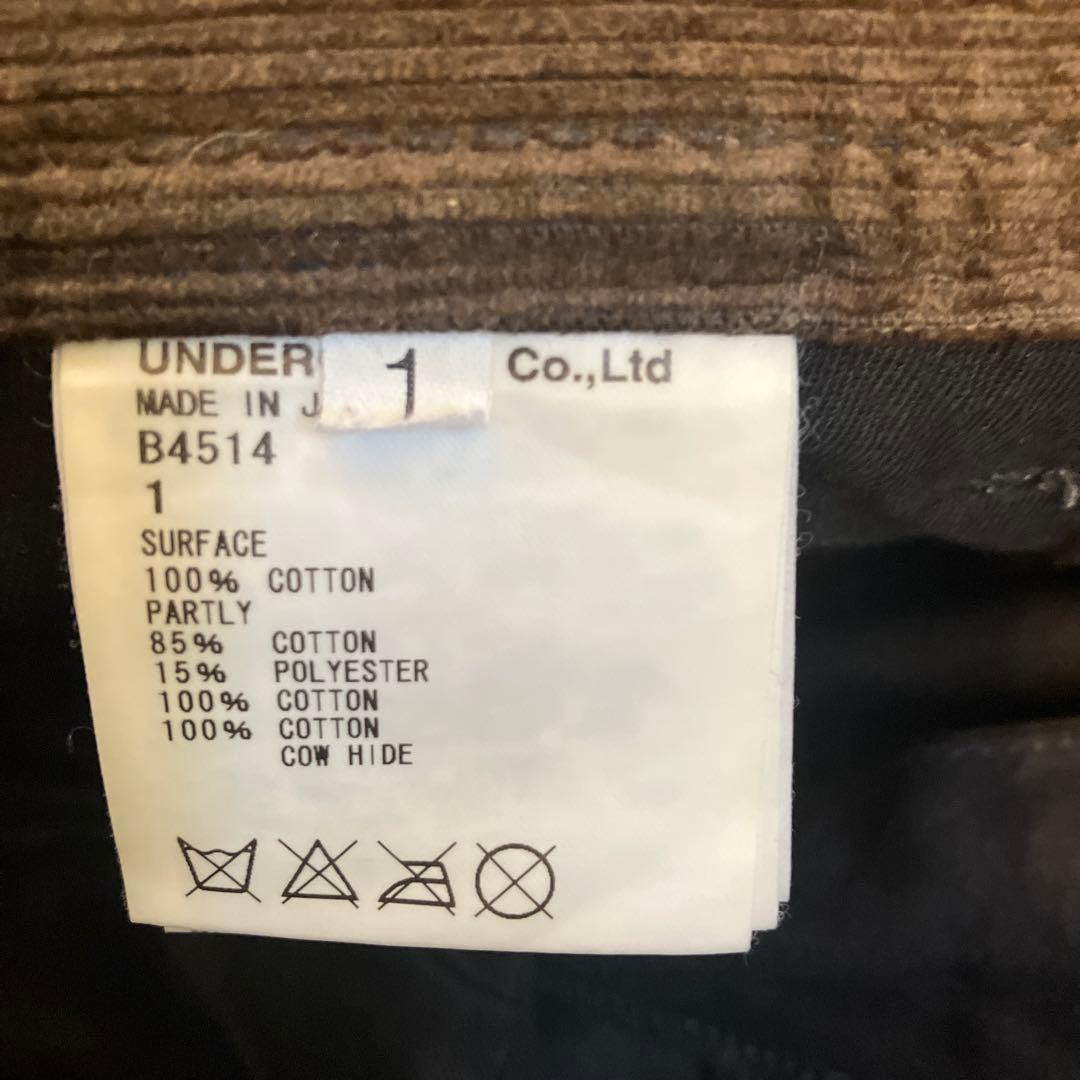 UNDER Co.,Ltd
1
MADE IN J
B4514
1
SURFACE
100% COTTON
PARTLY
85% COTTON
15% POLYESTER
100% COTTON
100% COTTON
COW HIDE